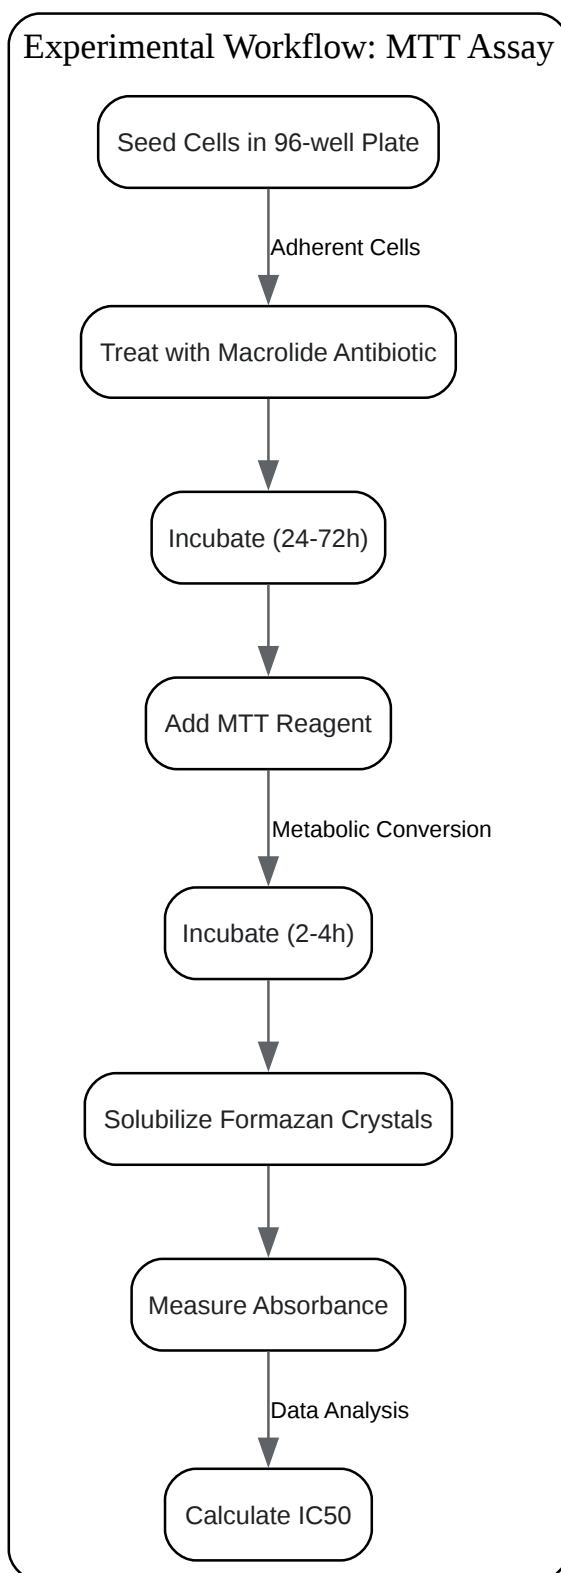 Experimental Workflow: MTT Assay
Seed Cells in 96-well Plate
Adherent Cells
Treat with Macrolide Antibiotic
Incubate (24-72h)
Add MTT Reagent
Metabolic Conversion
Incubate (2-4h)
Solubilize Formazan Crystals
Measure Absorbance
Data Analysis
Calculate IC50